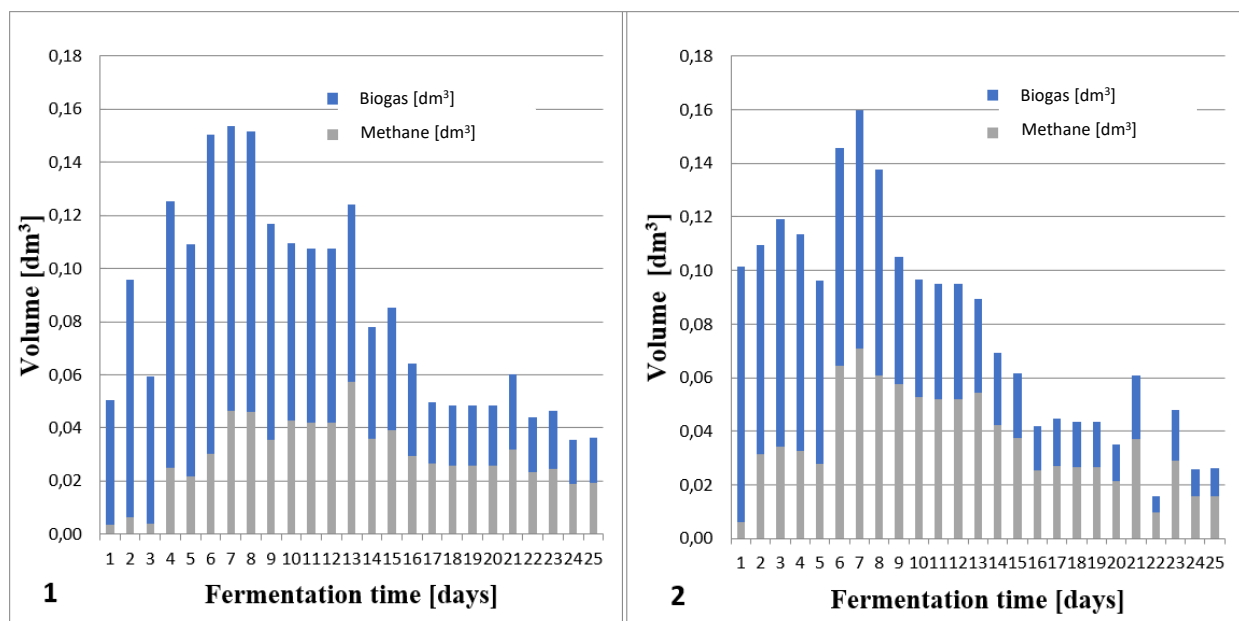 0,18
0,16
0,14
0,12
0,10
0,08
0,06
0,04
0,02
0,00
Volume [dm³]
Biogas [dm³]
Methane [dm³]
1 2 3 4 5 6 7 8 9 10 11 12 13 14 15 16 17 18 19 20 21 22 23 24 25
Fermentation time [days]
1
0,18
0,16
0,14
0,12
0,10
0,08
0,06
0,04
0,02
0,00
Volume [dm³]
Biogas [dm³]
Methane [dm³]
1 2 3 4 5 6 7 8 9 10 11 12 13 14 15 16 17 18 19 20 21 22 23 24 25
Fermentation time [days]
2